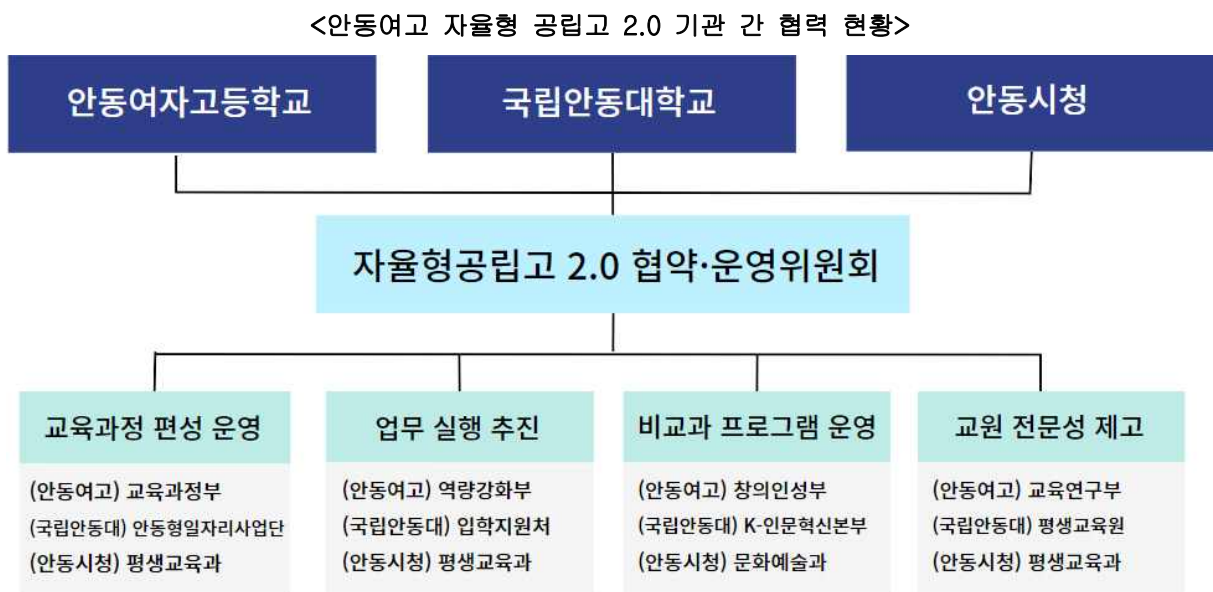 <안동여고 자율형 공립고 2.0 기관 간 협력 현황>
안동여자고등학교
국립안동대학교
안동시청
자율형공립고 2.0 협약·운영위원회
교육과정 편성 운영
(안동여고) 교육과정부
(국립안동대) 안동형일자리사업단
(안동시청) 평생교육과
업무 실행 추진
(안동여고) 역량강화부
(국립안동대) 입학지원처
(안동시청) 평생교육과
비교과 프로그램 운영
(안동여고) 창의인성부
(국립안동대) K-인문혁신본부
(안동시청) 문화예술과
교원 전문성 제고
(안동여고) 교육연구부
(국립안동대) 평생교육원
(안동시청) 평생교육과